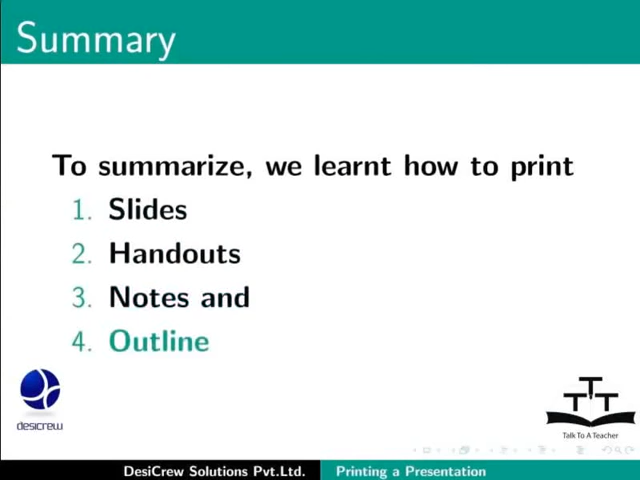 Summary
To summarize, we learnt how to print
1. Slides
2. Handouts
3. Notes and
4. Outline
desicrew
TTT
Talk To A Teacher
DesiCrew Solutions Pvt.Ltd. Printing a Presentation